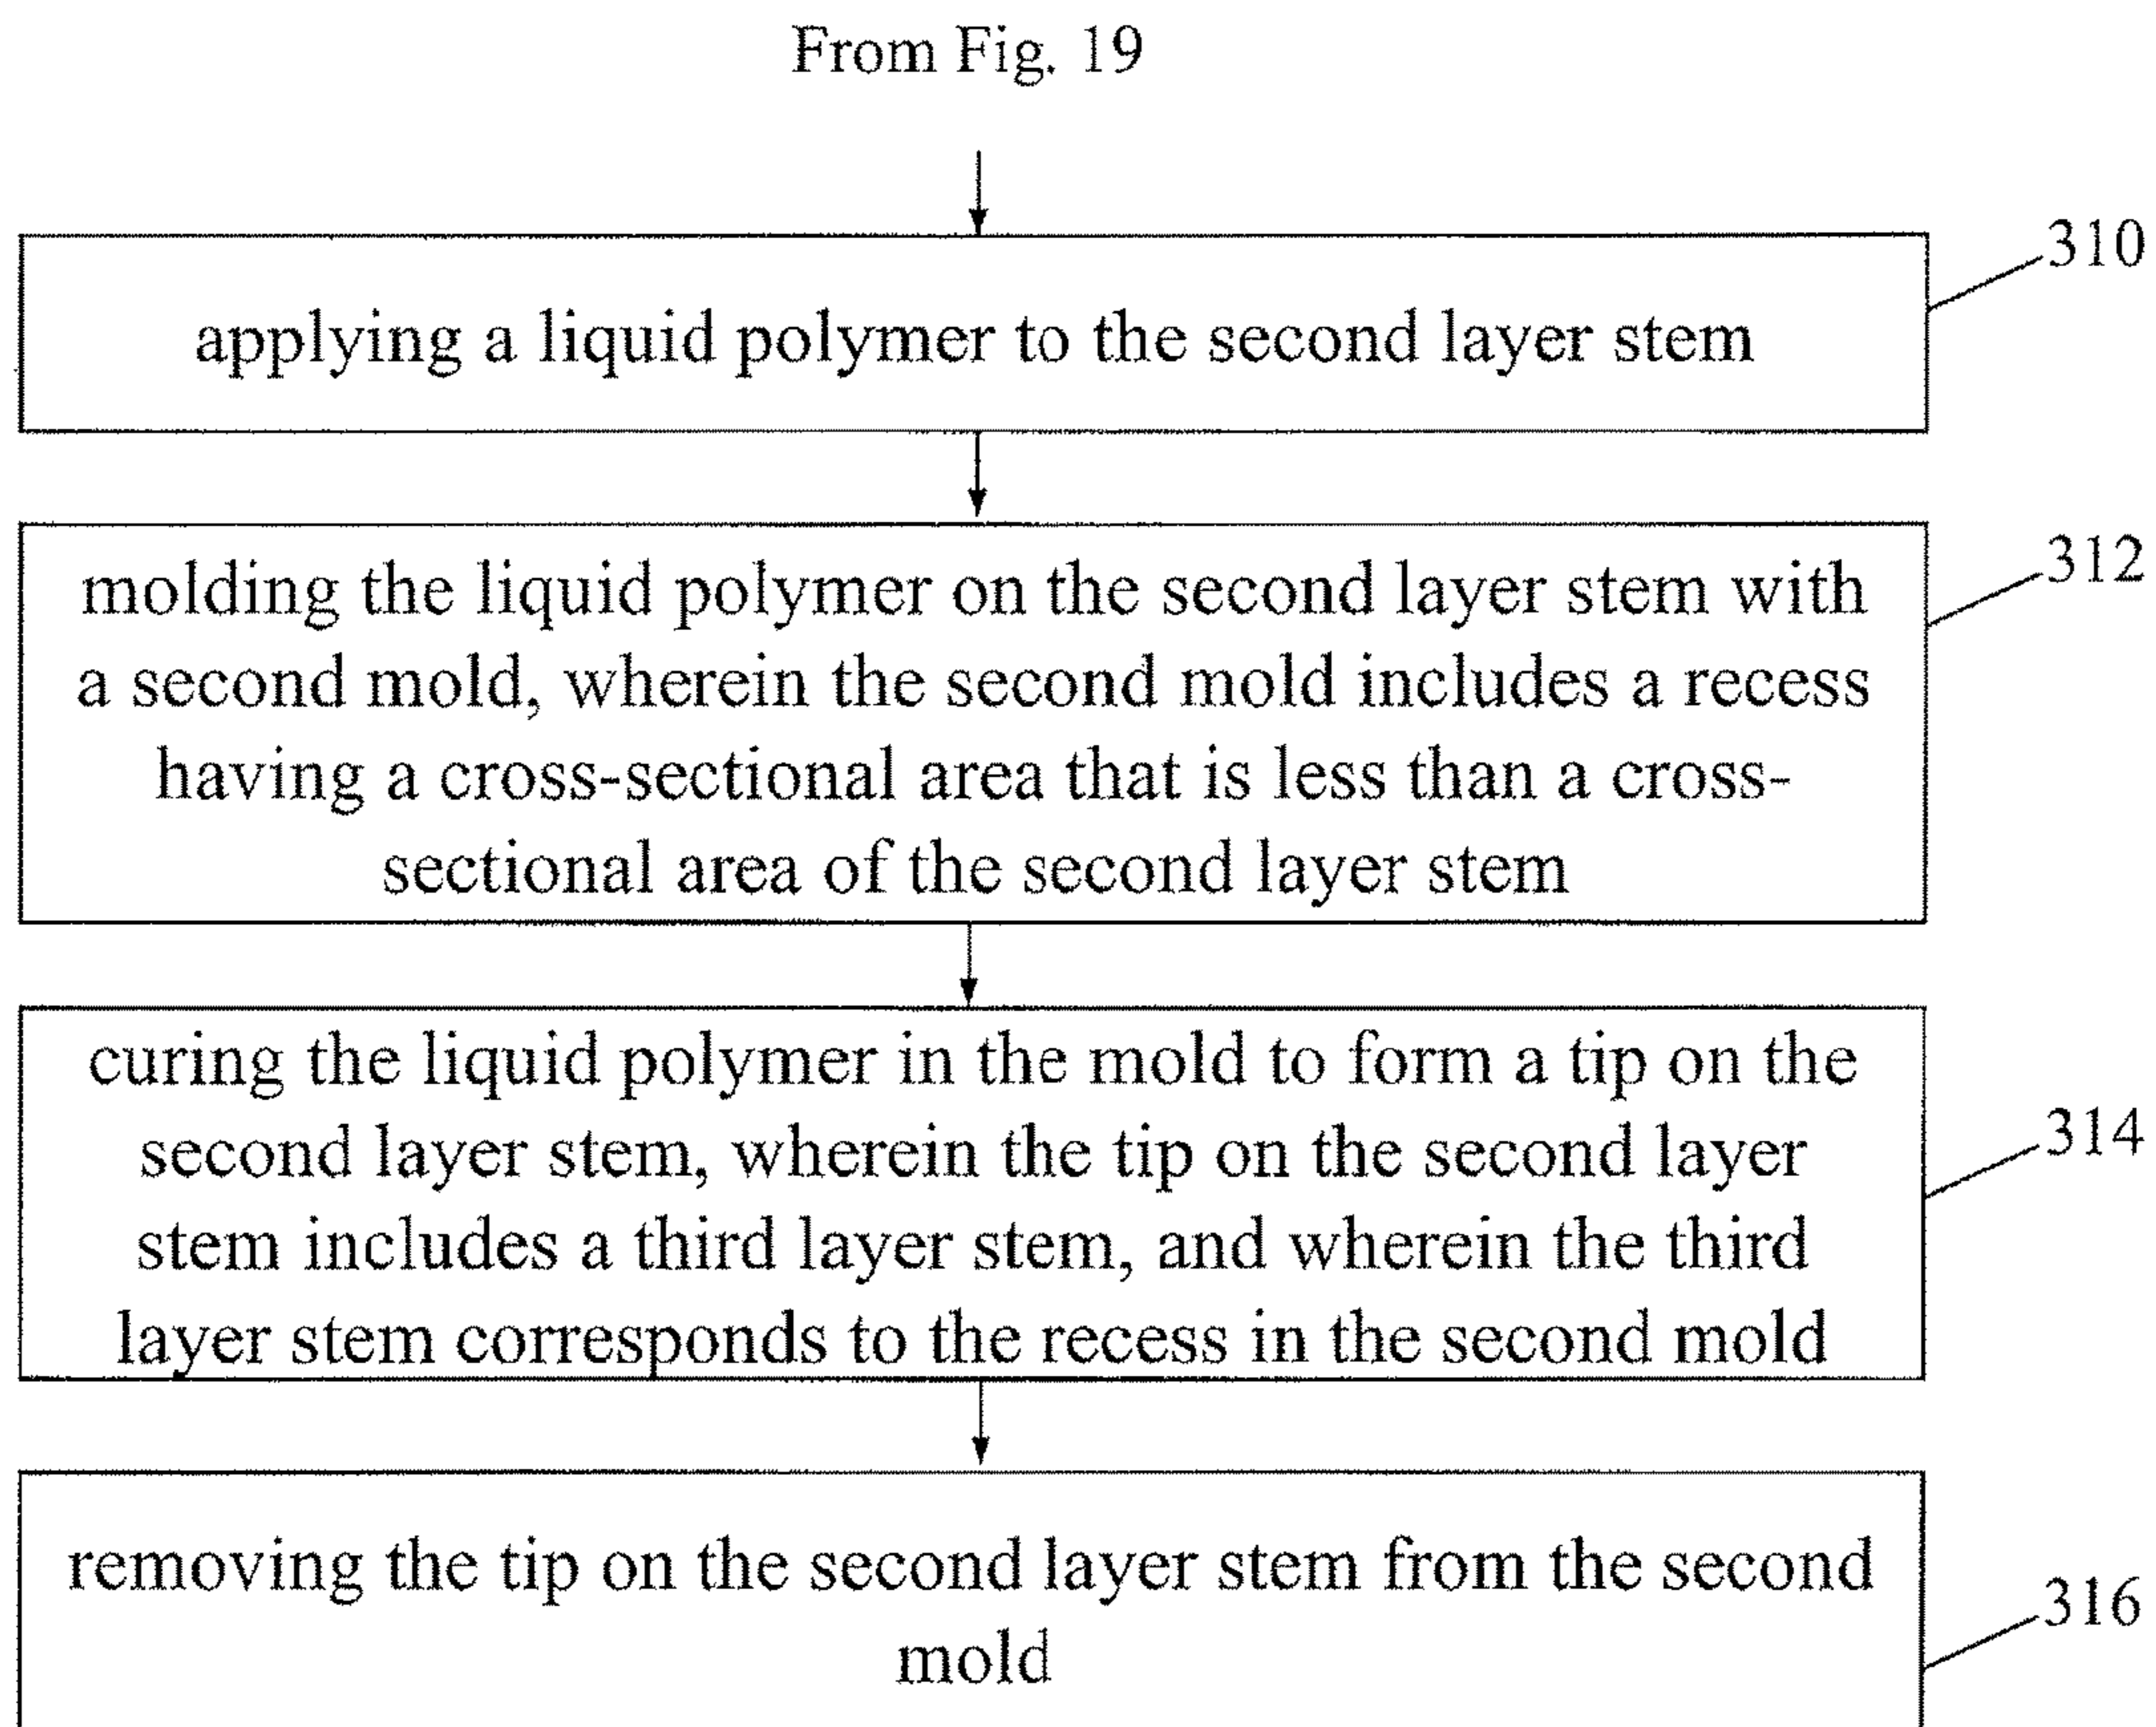 From Fig. 19
310
applying a liquid polymer to the second layer stem
312
molding the liquid polymer on the second layer stem with
a second mold, wherein the second mold includes a recess
having a cross-sectional area that is less than a cross-
sectional area of the second layer stem
curing the liquid polymer in the mold to form a tip on the
314
second layer stem, wherein the tip on the second layer
stem includes a third layer stem, and wherein the third
layer stem corresponds to the recess in the second mold
removing the tip on the second layer stem from the second
316
mold